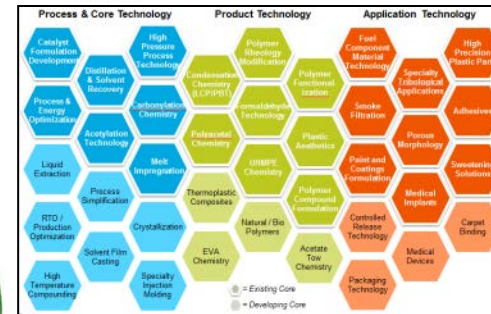 Process & Core Technology
Product Technology
Application Technology
Catalyst
Formulation
Development
Distillation
& Solvent
Recovery
High
Pressure
Process
Technology
Process &
Energy
Optimization
Acetylation
Technology
Carbonylation
Chemistry
Liquid
Extraction
Process
Simplification
Melt
Impregnation
RTO /
Production
Optimization
Solvent Film
Casting
Crystallization
High
Temperature
Compounding
Specialty
Injection
Molding
Condensation
Chemistry
(LCP/PBT)
Polymer
Rheology
Modification
Polymer
Functional
ization
Polyacetal
Chemistry
Formaldehyde
Technology
Plastic
Aesthetics
Thermoplastic
Composites
Chemistry
Polymer
Compound
Formulation
EVA
Chemistry
Natural / Bio
Polymers
Acetate
Tow
Chemistry
= Existing Core
= Developing Core
Fuel
Component
Material
Technology
Specialty
Tribological
Applications
High
Precision
Plastic Part
Smoke
Filtration
Porous
Morphology
Adhesives
Paint and
Coatings
Formulation
Medical
Implants
Sweetening
Solutions
Controlled
Release
Technology
Medical
Devices
Carpet
Binding
Packaging
Technology